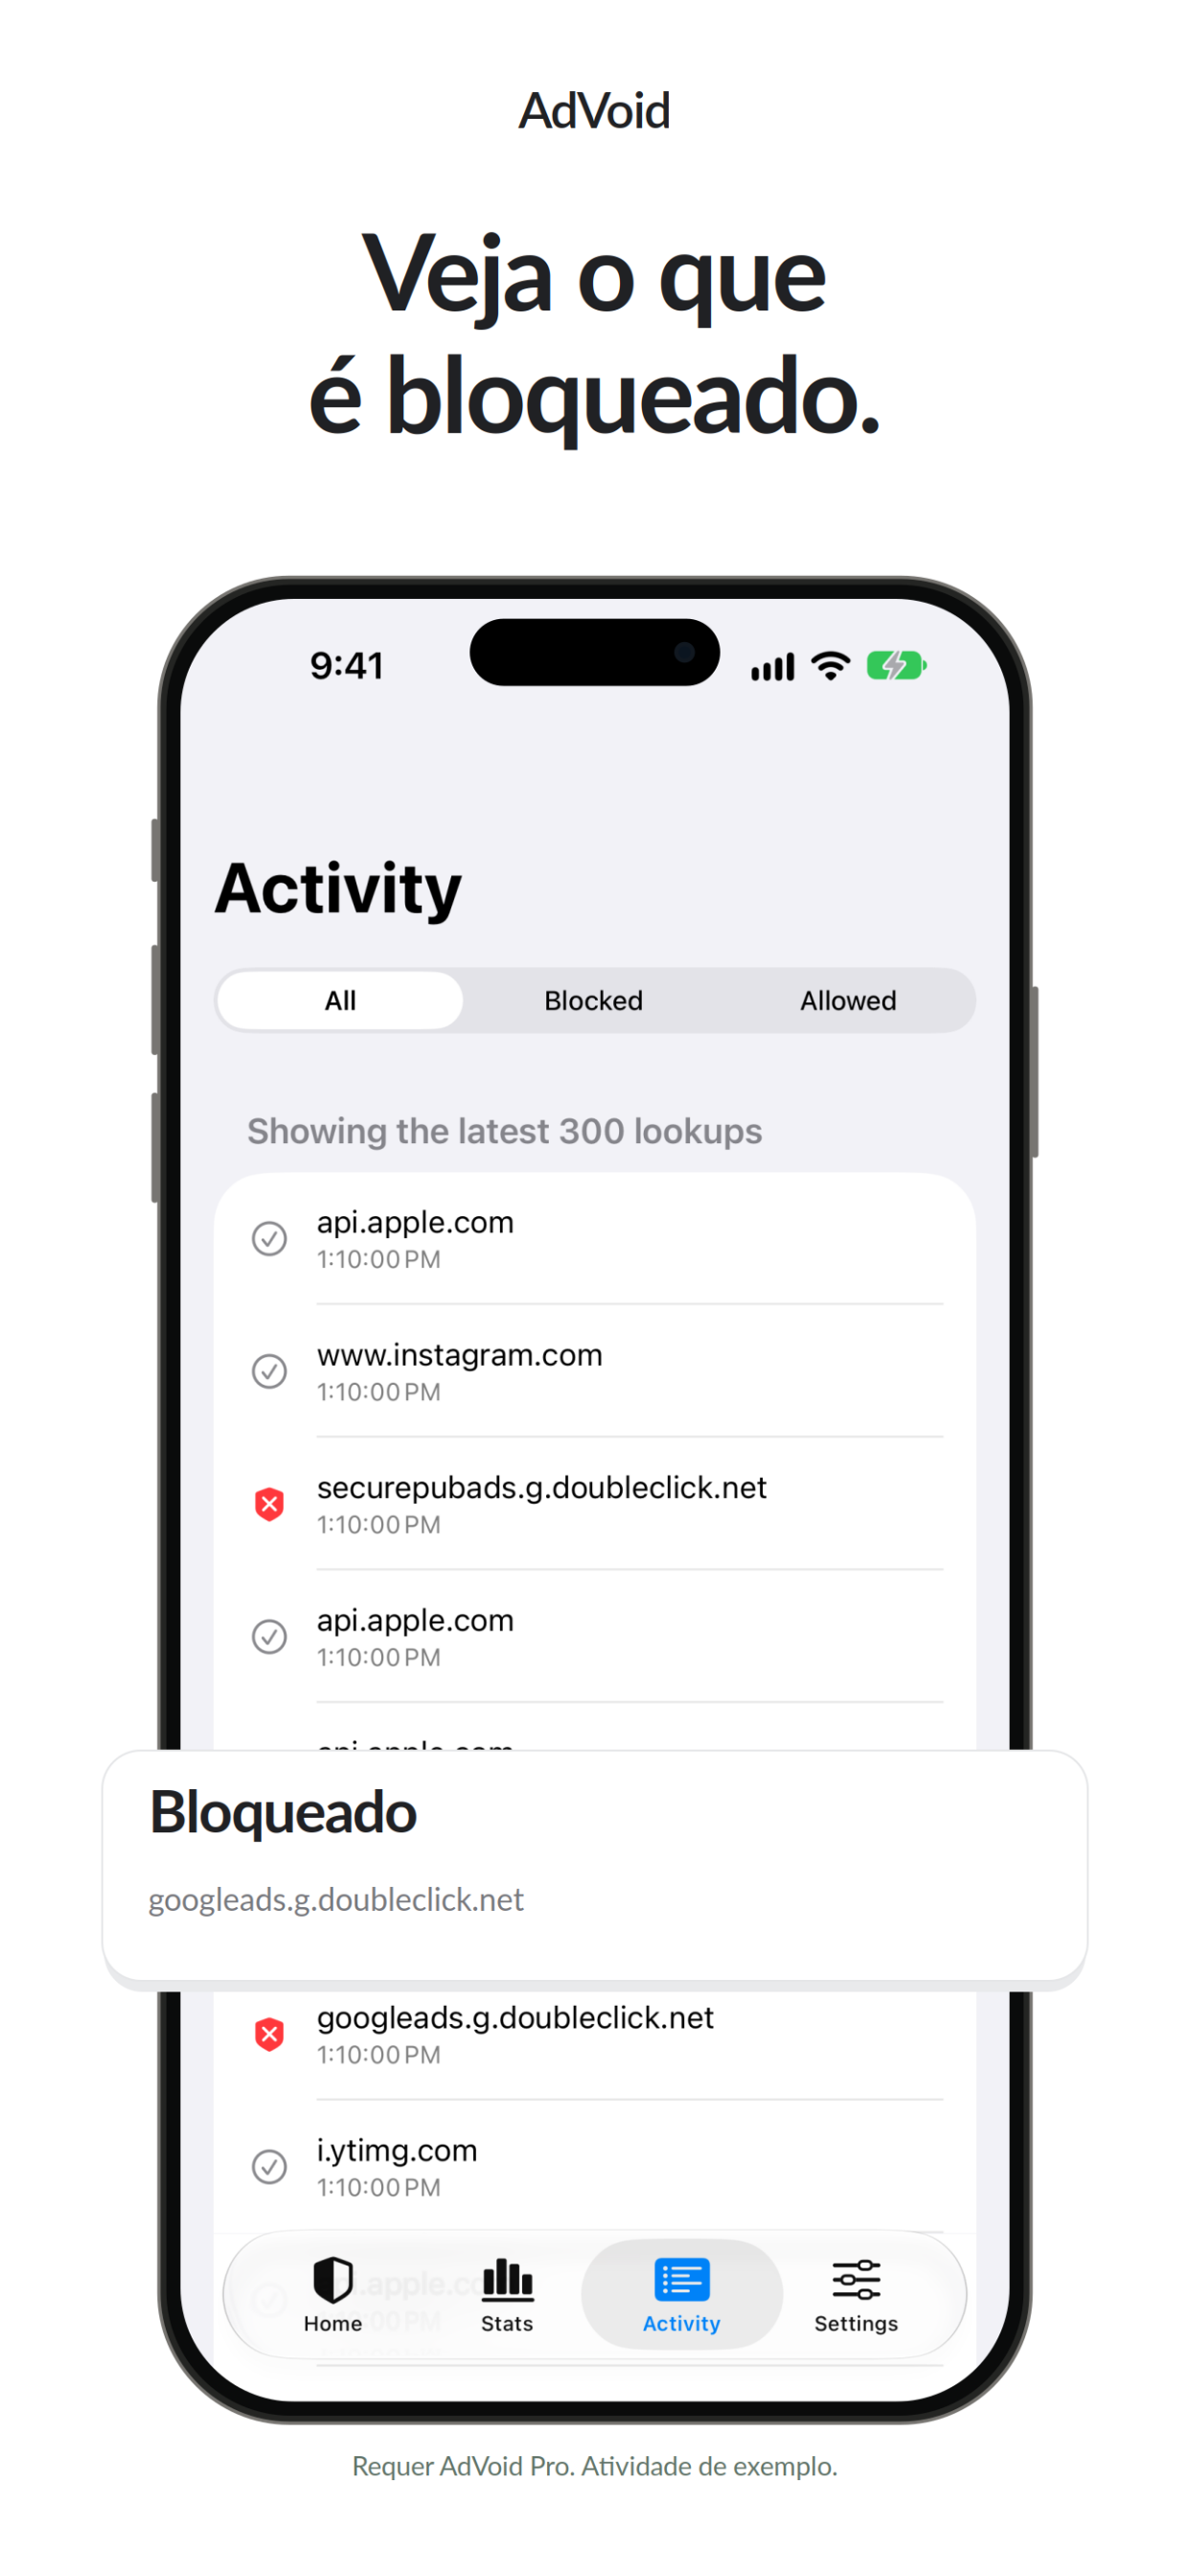 AdVoid
Veja o que
é bloqueado.
9:41
Activity
All Blocked Allowed
Showing the latest 300 lookups
api.apple.com
1:10:00 PM
www.instagram.com
1:10:00 PM
securepubads.g.doubleclick.net
1:10:00 PM
api.apple.com
1:10:00 PM
api.apple.com
Bloqueado
googleads.g.doubleclick.net
googleads.g.doubleclick.net
1:10:00 PM
i.ytimg.com
1:10:00 PM
Home Stats Activity Settings
Requer AdVoid Pro. Atividade de exemplo.